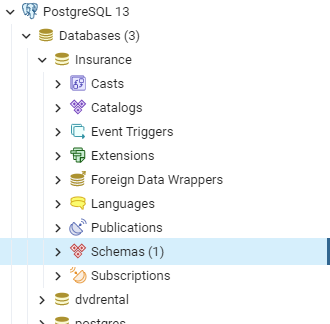 PostgreSQL 13
Databases (3)
Insurance
Casts
Catalogs
Event Triggers
Extensions
Foreign Data Wrappers
Languages
Publications
Schemas (1)
Subscriptions
dvdrental
postgres